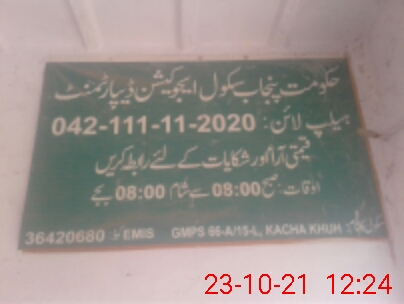 حکومت پنجاب سکول ایجوکیشن ڈیپارٹمنٹ
ہیلپ لائن: 042-111-11-2020
قیمتی آراء اور شکایات کے لئے رابطہ کریں
اوقات: صبح 08:00 سے شام 08:00 بجے
GMPS 96-A/15-L, KACHA KHUH EMIS کوڈ 36420680
23-10-21 12:24